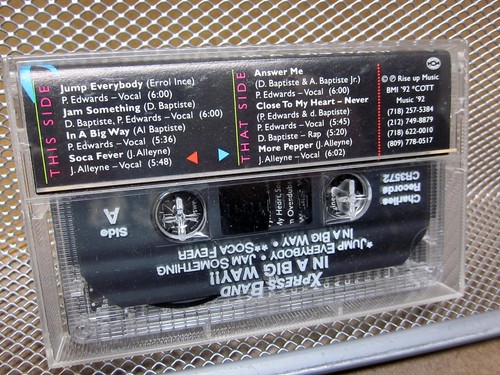 THIS SIDE
Jump Everybody (Errol Ince)
P. Edwards – Vocal (6:00)
Jam Something (D. Baptiste)
D. Baptiste, P. Edwards – Vocal (6:00)
In A Big Way (Al Baptiste)
P. Edwards – Vocal (5:36)
Soca Fever (J. Alleyne)
J. Alleyne – Vocal (5:48)
THAT SIDE
Answer Me
(D. Baptiste & A. Baptiste Jr.)
P. Edwards – Vocal (6:00)
Close To My Heart – Never
(P. Edwards & d. Baptiste)
P. Edwards – Vocal (5:45)
D. Baptiste – Rap (5:20)
More Pepper (J. Alleyne)
J. Alleyne – Vocal (6:02)
© ℗ Rise up Music
BMI '92 *COTT
Music '92
(718) 257-5384
(212) 749-8879
(718) 622-0010
(809) 778-0517
Side
A
My Heart,
Overdub
Charlies
Records
CR3572
XPRESS BAND
IN A BIG WAY!!
*JUMP EVERYBODY • JAM SOMETHING
IN A BIG WAY • **SOCA FEVER